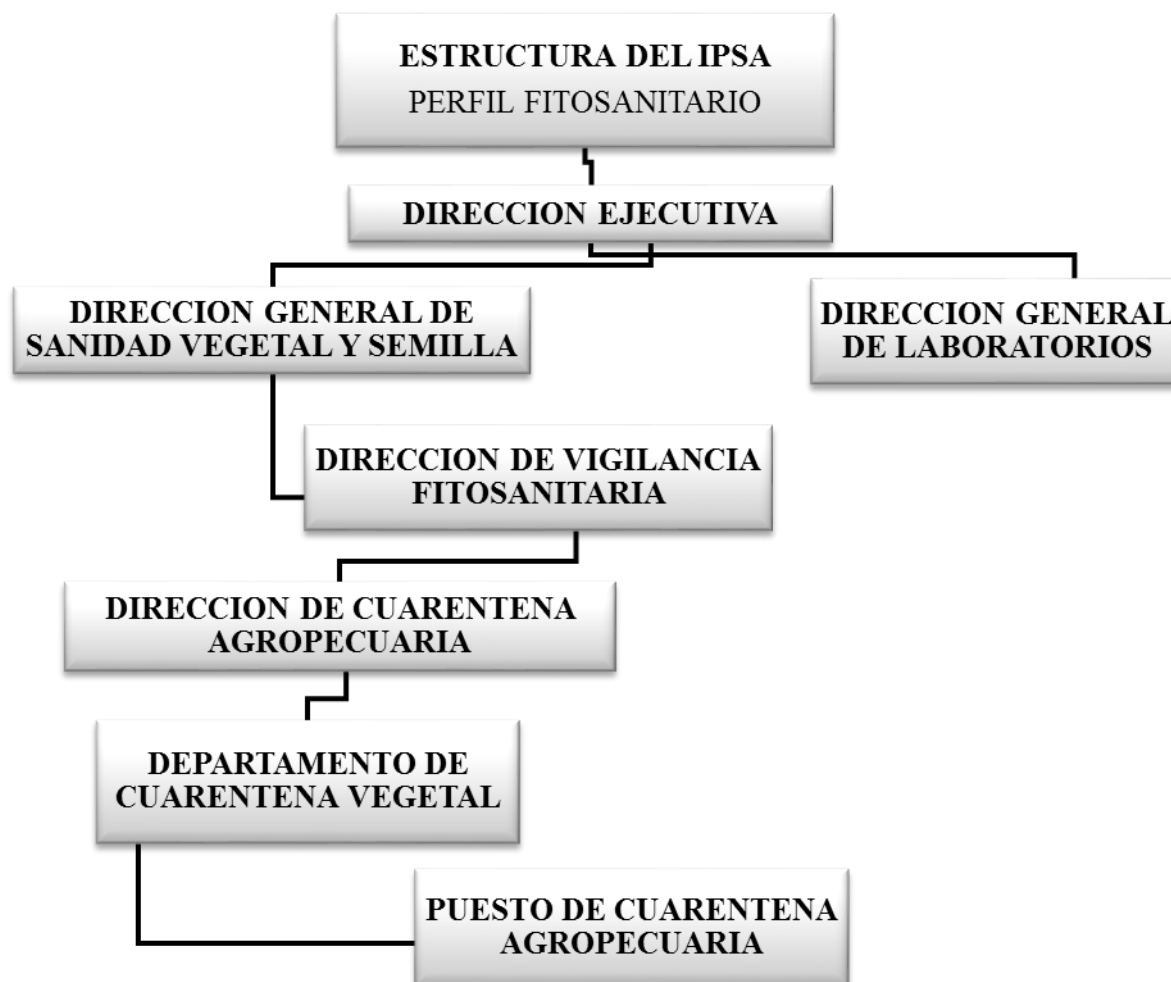 ESTRUCTURA DEL IPSA
PERFIL FITOSANITARIO
DIRECCION EJECUTIVA
DIRECCION GENERAL DE
SANIDAD VEGETAL Y SEMILLA
DIRECCION GENERAL
DE LABORATORIOS
DIRECCION DE VIGILANCIA
FITOSANITARIA
DIRECCION DE CUARENTENA
AGROPECUARIA
DEPARTAMENTO DE
CUARENTENA VEGETAL
PUESTO DE CUARENTENA
AGROPECUARIA